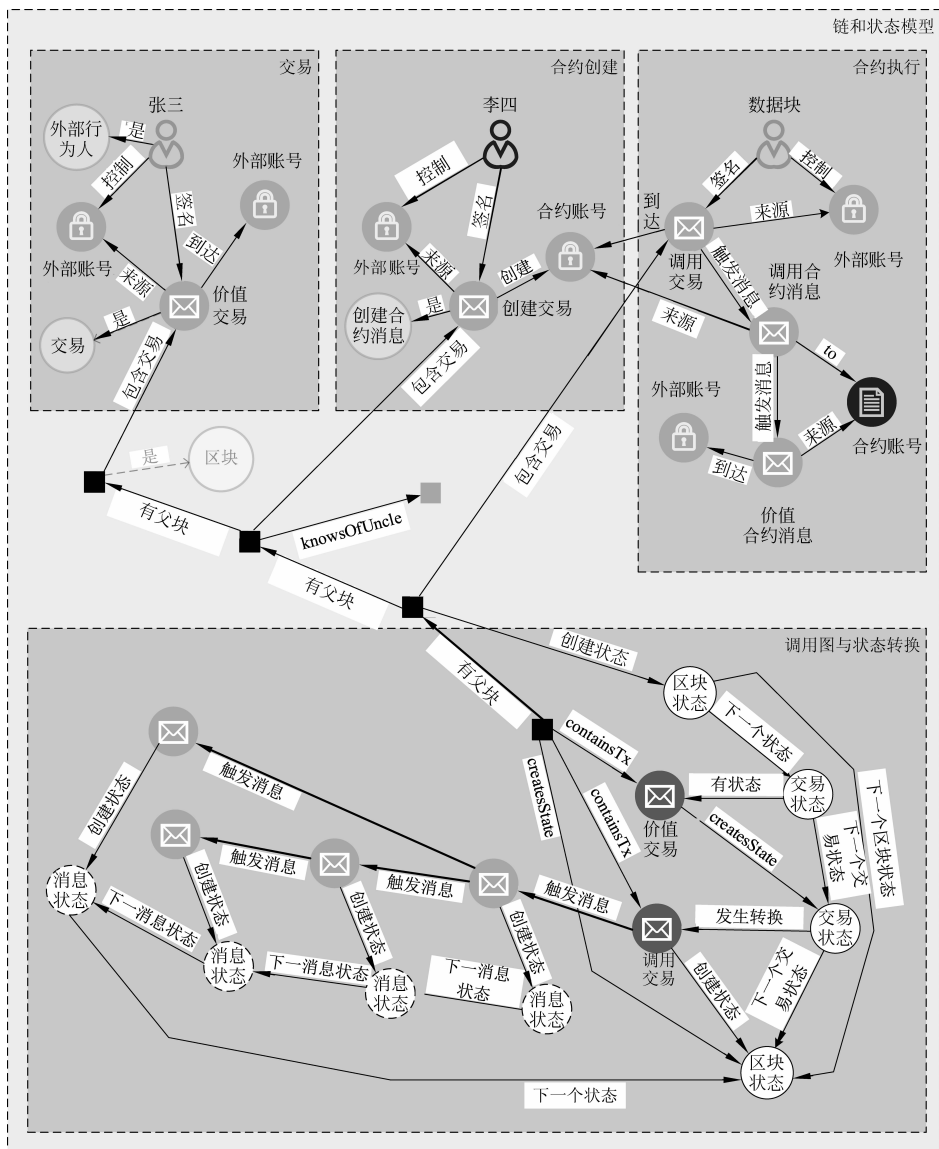 链和状态模型
交易
张三
外部行
为人
是
控制
签名
外部账号
到达
外部账号
来源
价值
交易
是
交易
包含交易
合约创建
李四
控制
签名
合约账号
外部账号
来源
创建
创建合
约消息
是
创建交易
包含交易
合约执行
数据块
签名
控制
到
达
来源
调用
交易
外部账号
触发消息
调用合
约消息
来源
to
外部账号
触发消息
来源
合约账号
到达
价值
合约消息
包含交易
是
区块
有父块
knowsOfUncle
有父块
调用图与状态转换
创建状态
有父块
区块
状态
下一个状态
containsTx
createsState
containsTx
有状态
交易
状态
价值
交易
createsState
下一个交
易状态
下一个区块状态
触发消息
创建状态
触发消息
触发消息
触发消息
消息
状态
创建状态
创建状态
创建状态
发生转换
交易
状态
调用
交易
下一消息状态
消息
状态
下一消息状态
消息
状态
下一消息
状态
消息
状态
创建状态
下一个交
易状态
区块
状态
下一个状态